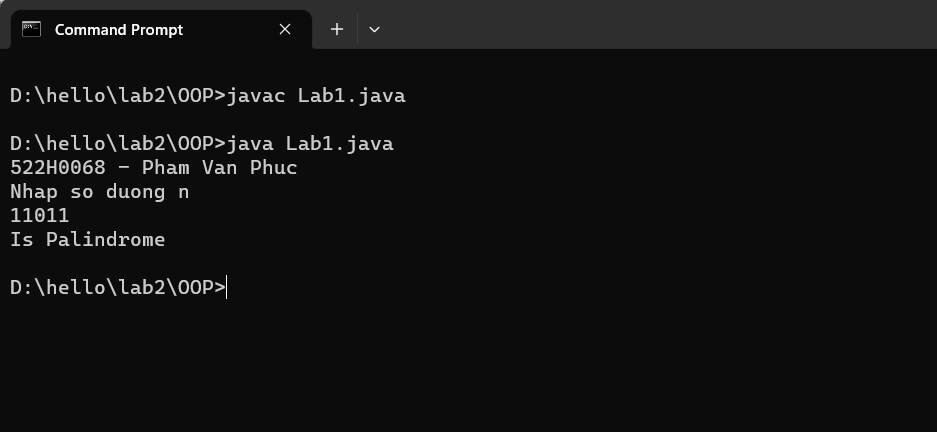 Command Prompt
D:\hello\lab2\OOP>javac Lab1.java
D:\hello\lab2\OOP>java Lab1.java
522H0068 - Pham Van Phuc
Nhap so duong n
11011
Is Palindrome
D:\hello\lab2\OOP>